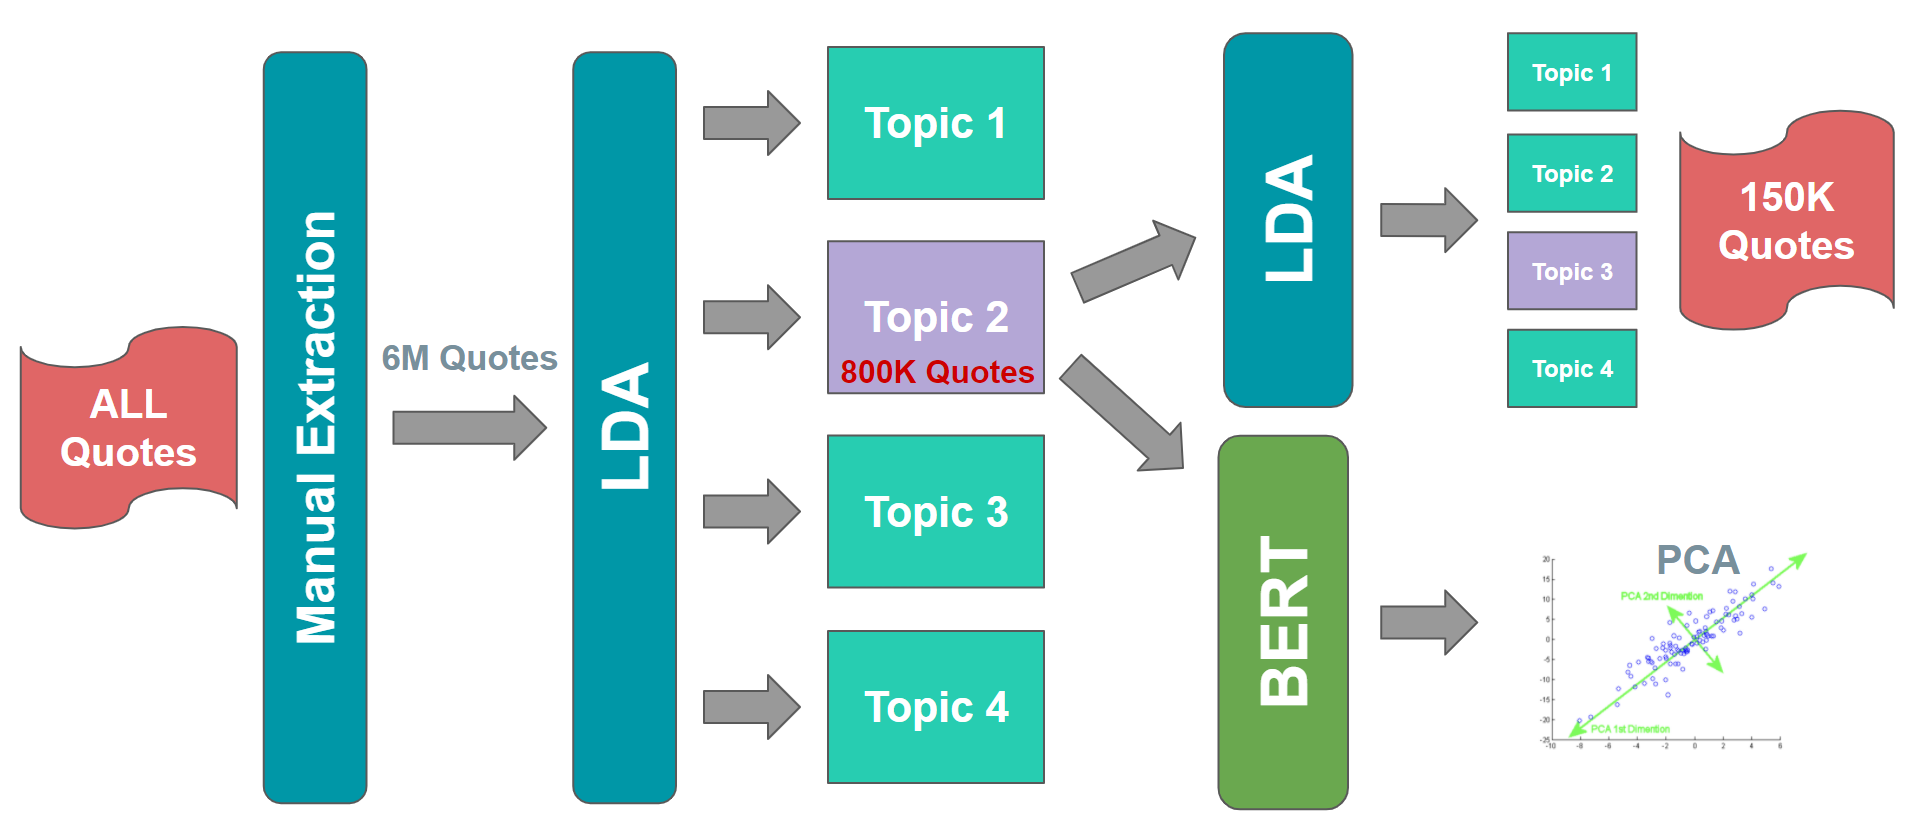 ALL
Quotes
Manual Extraction
6M Quotes
LDA
Topic 1
Topic 2
800K Quotes
Topic 3
Topic 4
LDA
Topic 1
Topic 2
Topic 3
Topic 4
150K
Quotes
BERT
PCA
PCA 2nd Dimention
PCA 1st Dimention
20
15
10
5
0
-5
-10
-15
-20
-25
-10 -8 -6 -4 -2 0 2 4 6